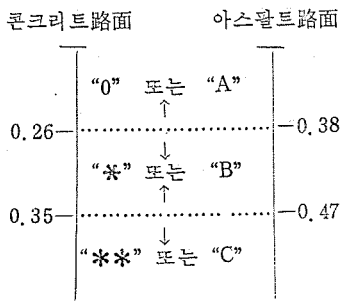 콘크리트路面 아스팔트路面
“0” 또는 “A”
↑
0.26 0.38
↓
“*” 또는 “B”
↑
0.35 0.47
↓
“**” 또는 “C”